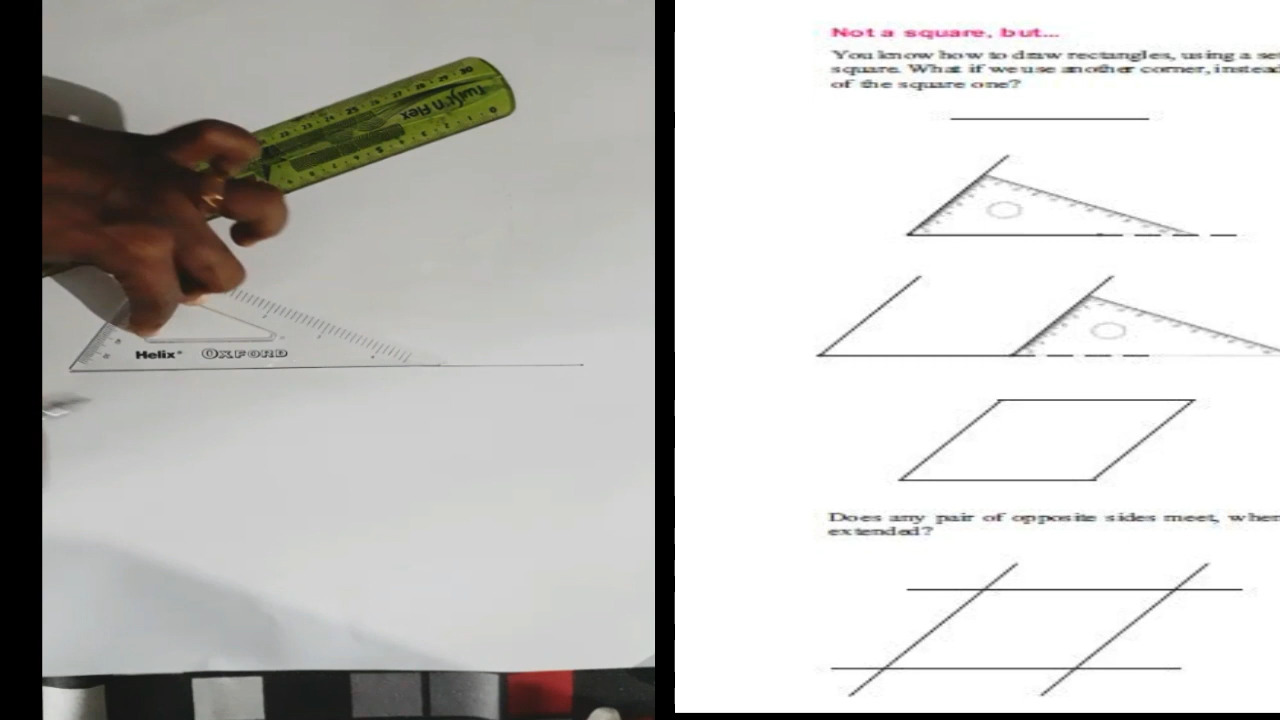 Twist'n Flex
Helix® OXFORD
Not a square, but...
You know how to draw rectangles, using a set
square. What if we use another corner, instead
of the square one?
Does any pair of opposite sides meet, when
extended?